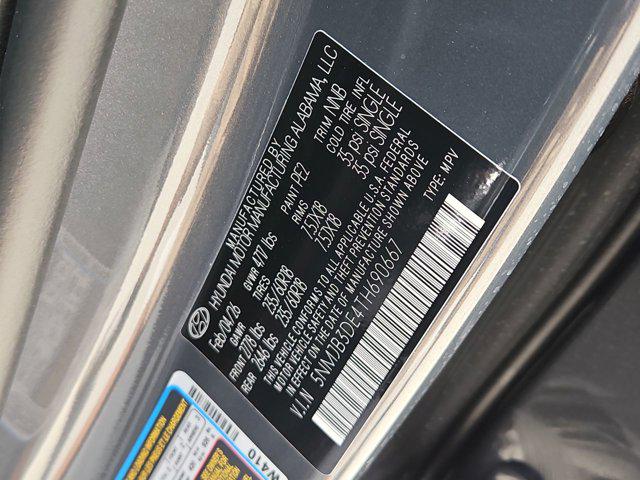 MANUFACTURED BY
HYUNDAI MOTOR MANUFACTURING ALABAMA, LLC
Feb/04/26 GVWR 4717 lbs PAINT PE2 TRIM NNB
GAWR TIRES RIMS COLD TIRE INFL.
FRONT 2718 lbs 235/60R18 7.5JX18 35 psi SINGLE
REAR 2646 lbs 235/60R18 7.5JX18 35 psi SINGLE
THIS VEHICLE CONFORMS TO ALL APPLICABLE U.S.A FEDERAL
MOTOR VEHICLE SAFETY AND THEFT PREVENTION STANDARDS
IN EFFECT ON THE DATE OF MANUFACTURE SHOWN ABOVE
V.I.N 5NMJB3DE4TH690667 TYPE: MPV
W410